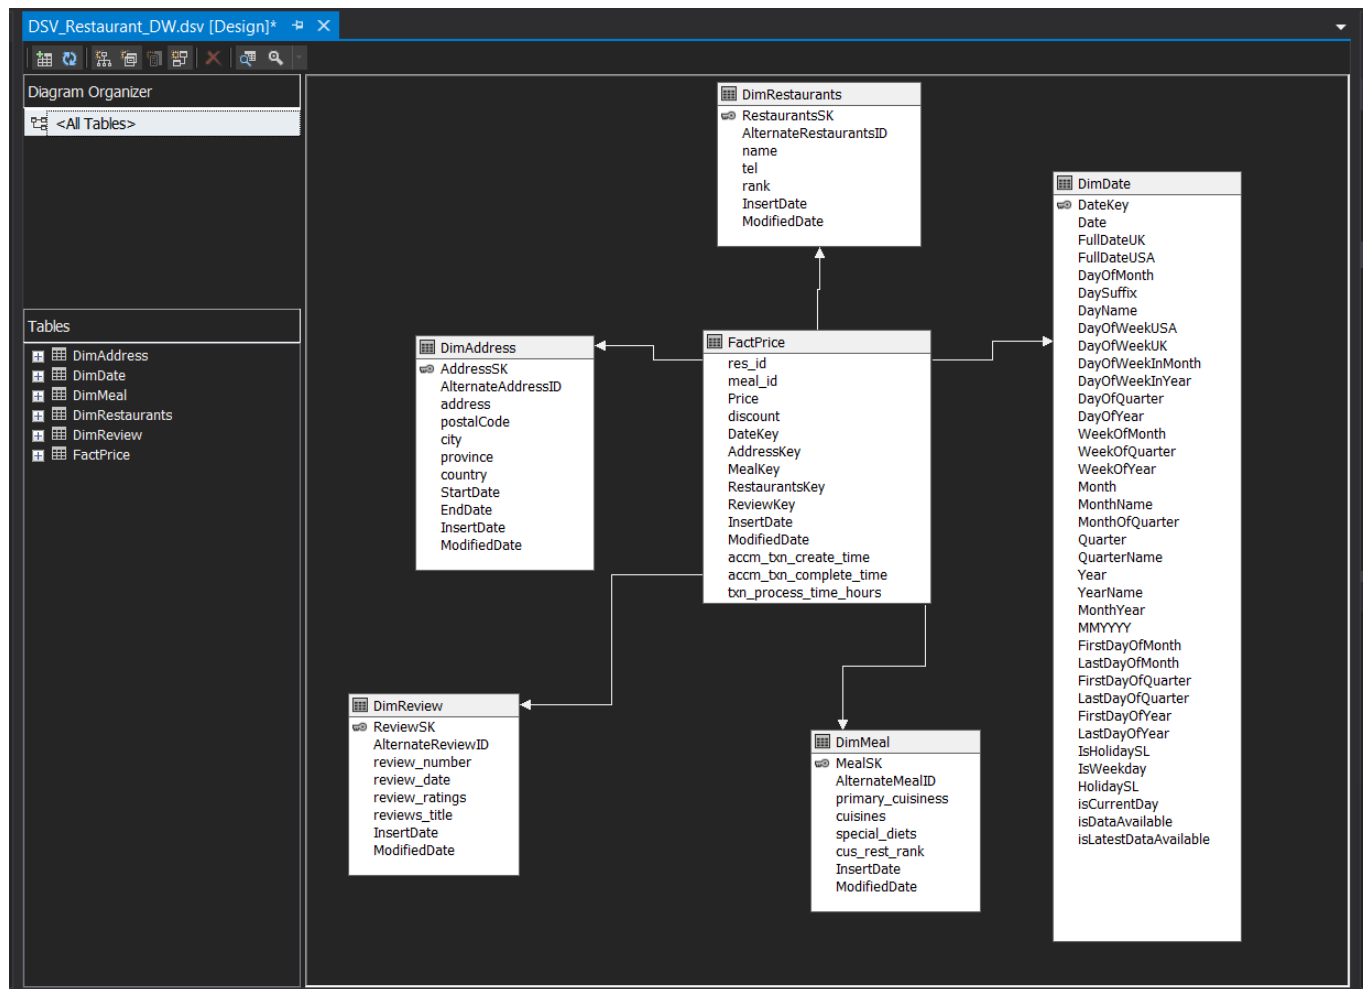 DSV_Restaurant_DW.dsv [Design]*
Diagram Organizer
<All Tables>
Tables
DimAddress
DimDate
DimMeal
DimRestaurants
DimReview
FactPrice
DimRestaurants
RestaurantsSK
AlternateRestaurantsID
name
tel
rank
InsertDate
ModifiedDate
DimAddress
AddressSK
AlternateAddressID
address
postalCode
city
province
country
StartDate
EndDate
InsertDate
ModifiedDate
FactPrice
res_id
meal_id
Price
discount
DateKey
AddressKey
MealKey
RestaurantsKey
ReviewKey
InsertDate
ModifiedDate
accm_txn_create_time
accm_txn_complete_time
txn_process_time_hours
DimDate
DateKey
Date
FullDateUK
FullDateUSA
DayOfMonth
DaySuffix
DayName
DayOfWeekUSA
DayOfWeekUK
DayOfWeekInMonth
DayOfWeekInYear
DayOfQuarter
DayOfYear
WeekOfMonth
WeekOfQuarter
WeekOfYear
Month
MonthName
MonthOfQuarter
Quarter
QuarterName
Year
YearName
MonthYear
MMYYYY
FirstDayOfMonth
LastDayOfMonth
FirstDayOfQuarter
LastDayOfQuarter
FirstDayOfYear
LastDayOfYear
IsHolidaySL
IsWeekday
HolidaySL
isCurrentDay
isDataAvailable
isLatestDataAvailable
DimReview
ReviewSK
AlternateReviewID
review_number
review_date
review_ratings
reviews_title
InsertDate
ModifiedDate
DimMeal
MealSK
AlternateMealID
primary_cuisiness
cuisines
special_diets
cus_rest_rank
InsertDate
ModifiedDate